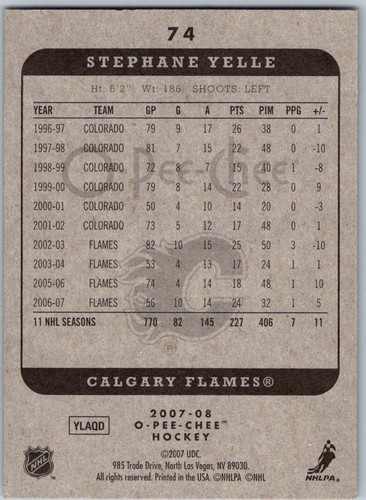 74
STEPHANE YELLE
Ht: 6'2" Wt: 186 SHOOTS: LEFT
YEAR TEAM GP G A PTS PIM PPG +/-
1996-97 COLORADO 79 9 17 26 38 0 1
1997-98 COLORADO 81 7 15 22 48 0 -10
1998-99 COLORADO 72 8 7 15 40 1 -8
1999-00 COLORADO 79 8 14 22 28 0 9
2000-01 COLORADO 50 4 10 14 20 0 -3
2001-02 COLORADO 73 5 12 17 48 0 1
2002-03 FLAMES 82 10 15 25 50 3 -10
2003-04 FLAMES 53 4 13 17 24 1 1
2005-06 FLAMES 74 4 14 18 48 1 10
2006-07 FLAMES 56 10 14 24 32 1 5
11 NHL SEASONS 770 82 145 227 406 7 11
O-PEE-CHEE
CALGARY FLAMES®
YLAQD
2007-08
O-PEE-CHEE™
HOCKEY
©2007 UDC.
985 Trade Drive, North Las Vegas, NV 89030.
All rights reserved. Printed in the USA. ©NHLPA ©NHL
NHL
NHLPA